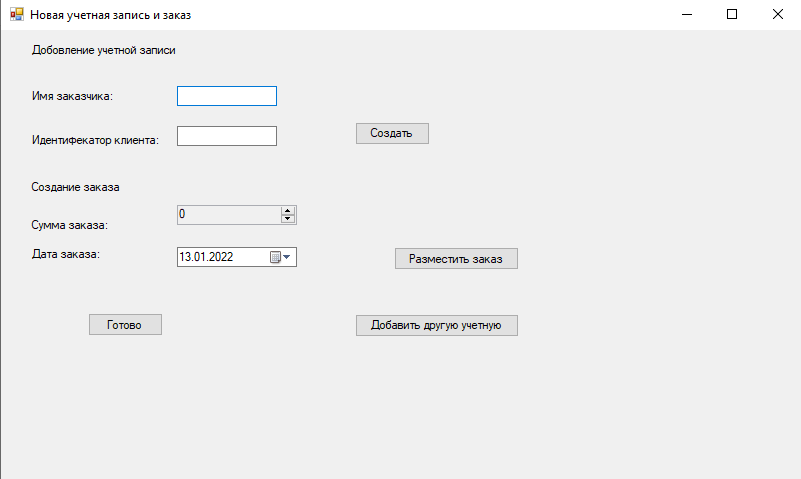 Новая учетная запись и заказ
Добовление учетной записи
Имя заказчика:
Идентифекатор клиента:
Создать
Создание заказа
0
Сумма заказа:
Дата заказа:
13.01.2022
Разместить заказ
Готово
Добавить другую учетную